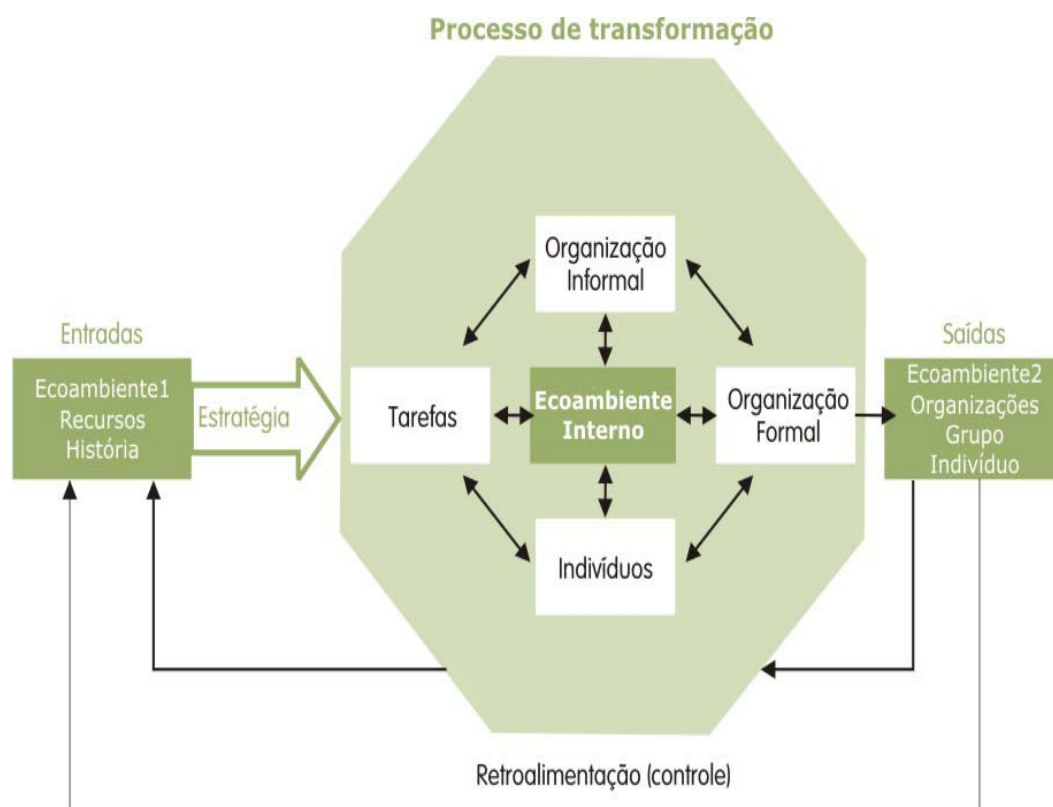 Processo de transformação
Organização
Informal
Entradas
Ecoambiente1
Recursos
História
Estratégia
Tarefas
Ecoambiente
Interno
Organização
Formal
Saídas
Ecoambiente2
Organizações
Grupo
Indivíduo
Indivíduos
Retroalimentação (controle)